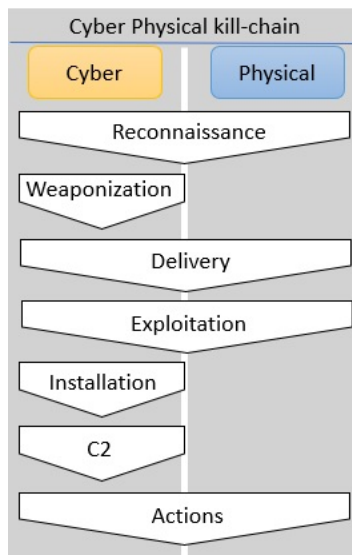 Cyber Physical kill-chain
Cyber
Physical
Reconnaissance
Weaponization
Delivery
Exploitation
Installation
C2
Actions